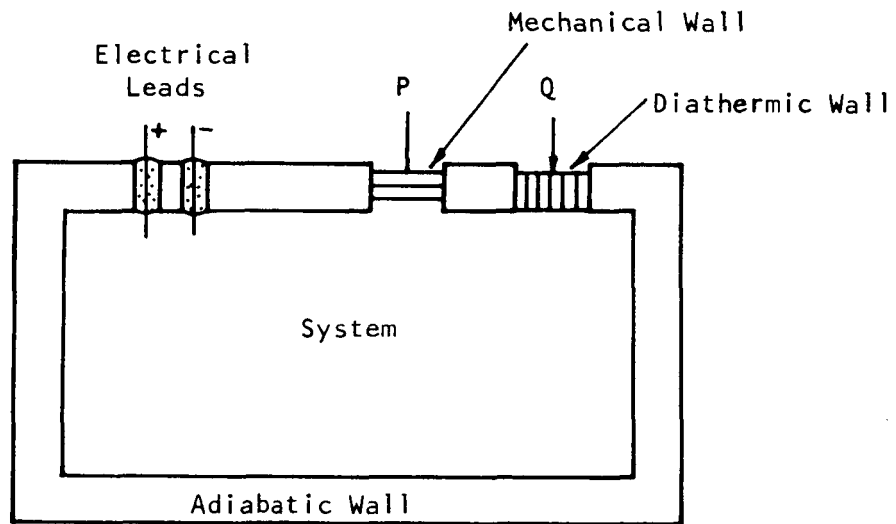 Mechanical Wall
Electrical
Leads
P
Q
Diathermic Wall
+ -
System
Adiabatic Wall